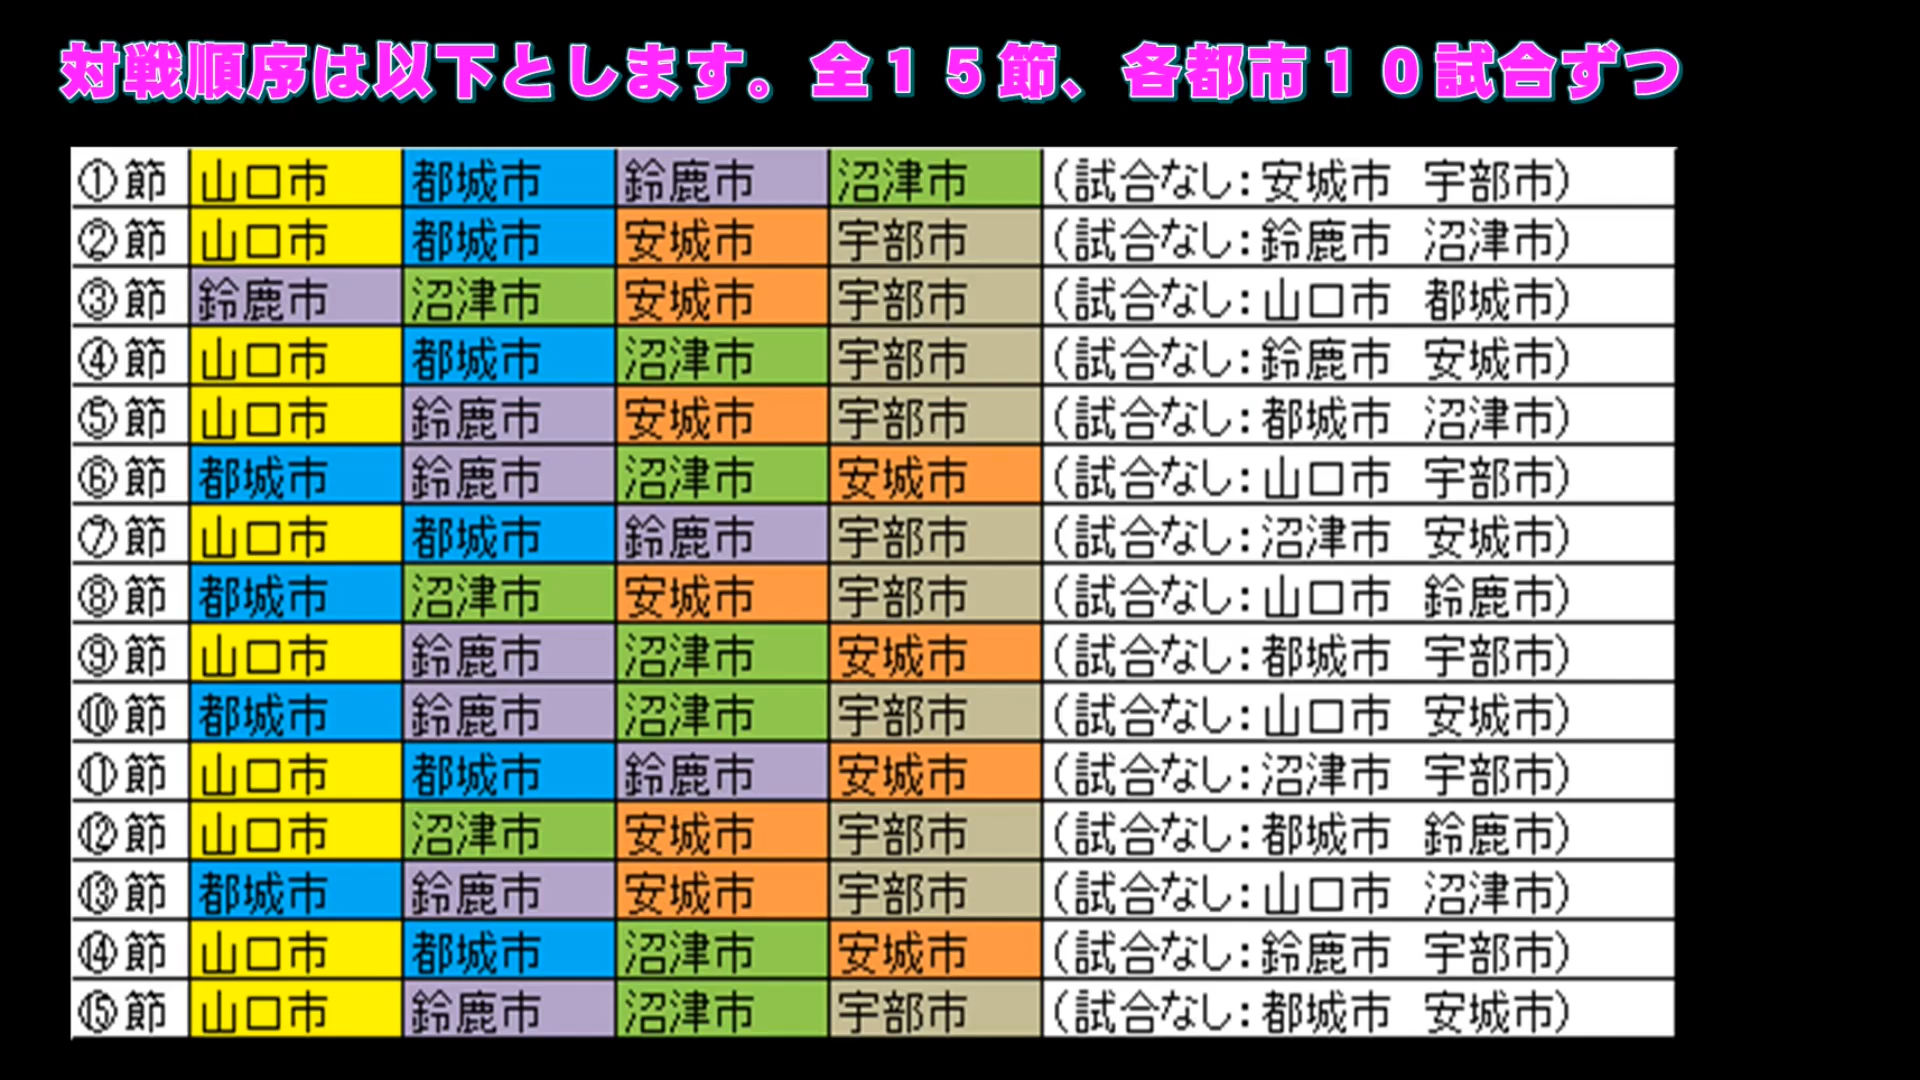 対戦順序は以下とします。全１５節、各都市１０試合ずつ
①節 山口市 都城市 鈴鹿市 沼津市 (試合なし:安城市 宇部市)
②節 山口市 都城市 安城市 宇部市 (試合なし:鈴鹿市 沼津市)
③節 鈴鹿市 沼津市 安城市 宇部市 (試合なし:山口市 都城市)
④節 山口市 都城市 沼津市 宇部市 (試合なし:鈴鹿市 安城市)
⑤節 山口市 鈴鹿市 安城市 宇部市 (試合なし:都城市 沼津市)
⑥節 都城市 鈴鹿市 沼津市 安城市 (試合なし:山口市 宇部市)
⑦節 山口市 都城市 鈴鹿市 宇部市 (試合なし:沼津市 安城市)
⑧節 都城市 沼津市 安城市 宇部市 (試合なし:山口市 鈴鹿市)
⑨節 山口市 鈴鹿市 沼津市 安城市 (試合なし:都城市 宇部市)
⑩節 都城市 鈴鹿市 沼津市 宇部市 (試合なし:山口市 安城市)
⑪節 山口市 都城市 鈴鹿市 安城市 (試合なし:沼津市 宇部市)
⑫節 山口市 沼津市 安城市 宇部市 (試合なし:都城市 鈴鹿市)
⑬節 都城市 鈴鹿市 安城市 宇部市 (試合なし:山口市 沼津市)
⑭節 山口市 都城市 沼津市 安城市 (試合なし:鈴鹿市 宇部市)
⑮節 山口市 鈴鹿市 沼津市 宇部市 (試合なし:都城市 安城市)